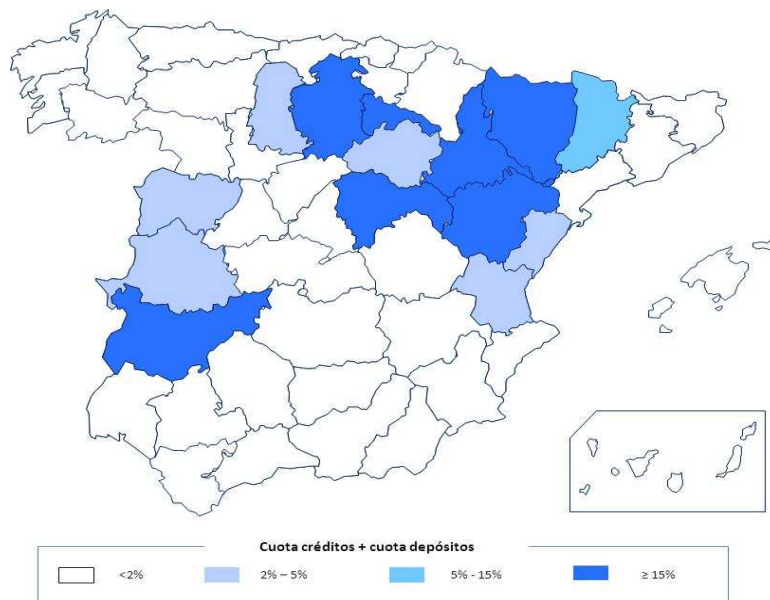 Cuota créditos + cuota depósitos
<2% 2% – 5% 5% - 15% ≥ 15%